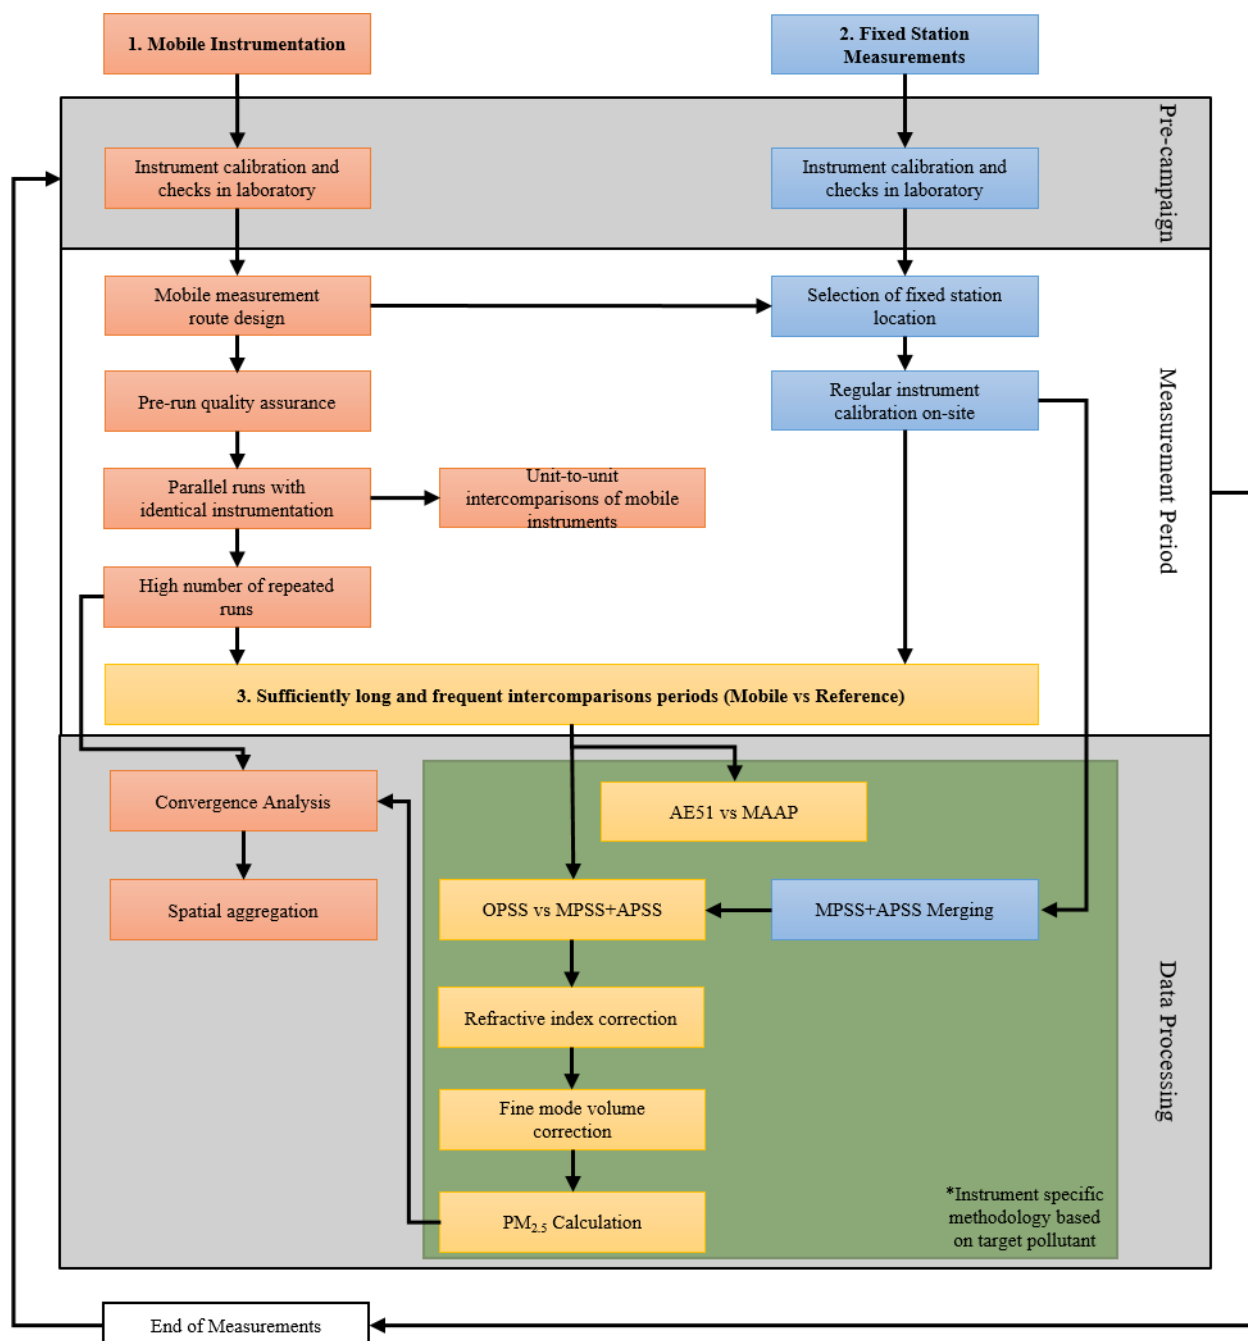 1. Mobile Instrumentation
2. Fixed Station
Measurements
Pre-campaign
Instrument calibration and
checks in laboratory
Instrument calibration and
checks in laboratory
Measurement Period
Mobile measurement
route design
Selection of fixed station
location
Pre-run quality assurance
Regular instrument
calibration on-site
Parallel runs with
identical instrumentation
Unit-to-unit
intercomparisons of mobile
instruments
High number of repeated
runs
3. Sufficiently long and frequent intercomparisons periods (Mobile vs Reference)
Data Processing
Convergence Analysis
AE51 vs MAAP
Spatial aggregation
OPSS vs MPSS+APSS
MPSS+APSS Merging
Refractive index correction
Fine mode volume
correction
PM2.5 Calculation
*Instrument specific
methodology based
on target pollutant
End of Measurements